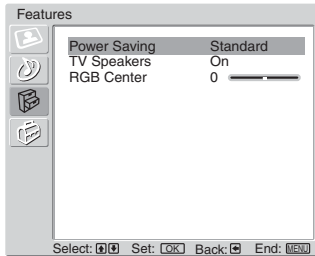 Features
Power Saving Standard
TV Speakers On
RGB Center 0
Select: Set: OK Back: End: MENU